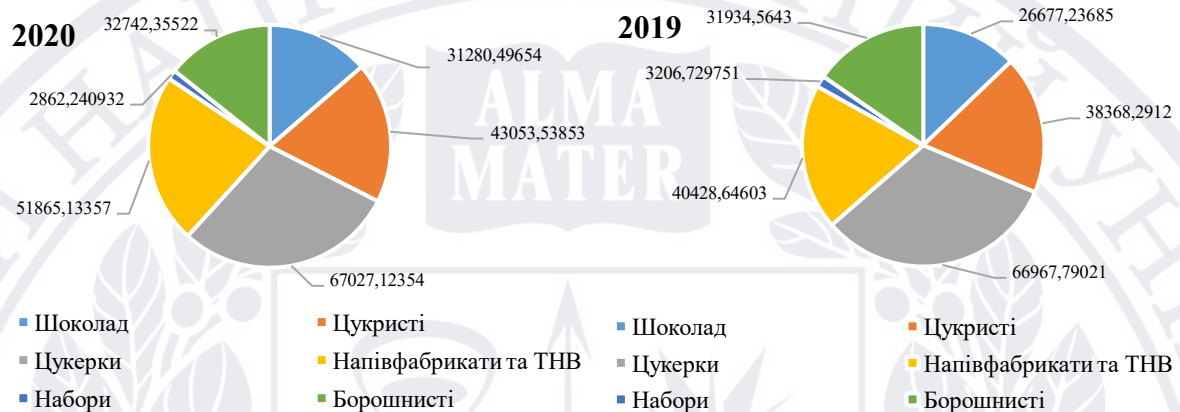 2020
32742,35522
31280,49654
2862,240932
43053,53853
51865,13357
67027,12354
Шоколад
Цукристі
Цукерки
Напівфабрикати та ТНВ
Набори
Борошнисті
2019
31934,5643
26677,23685
3206,729751
38368,2912
40428,64603
66967,79021
Шоколад
Цукристі
Цукерки
Напівфабрикати та ТНВ
Набори
Борошнисті
ALMA
MATER